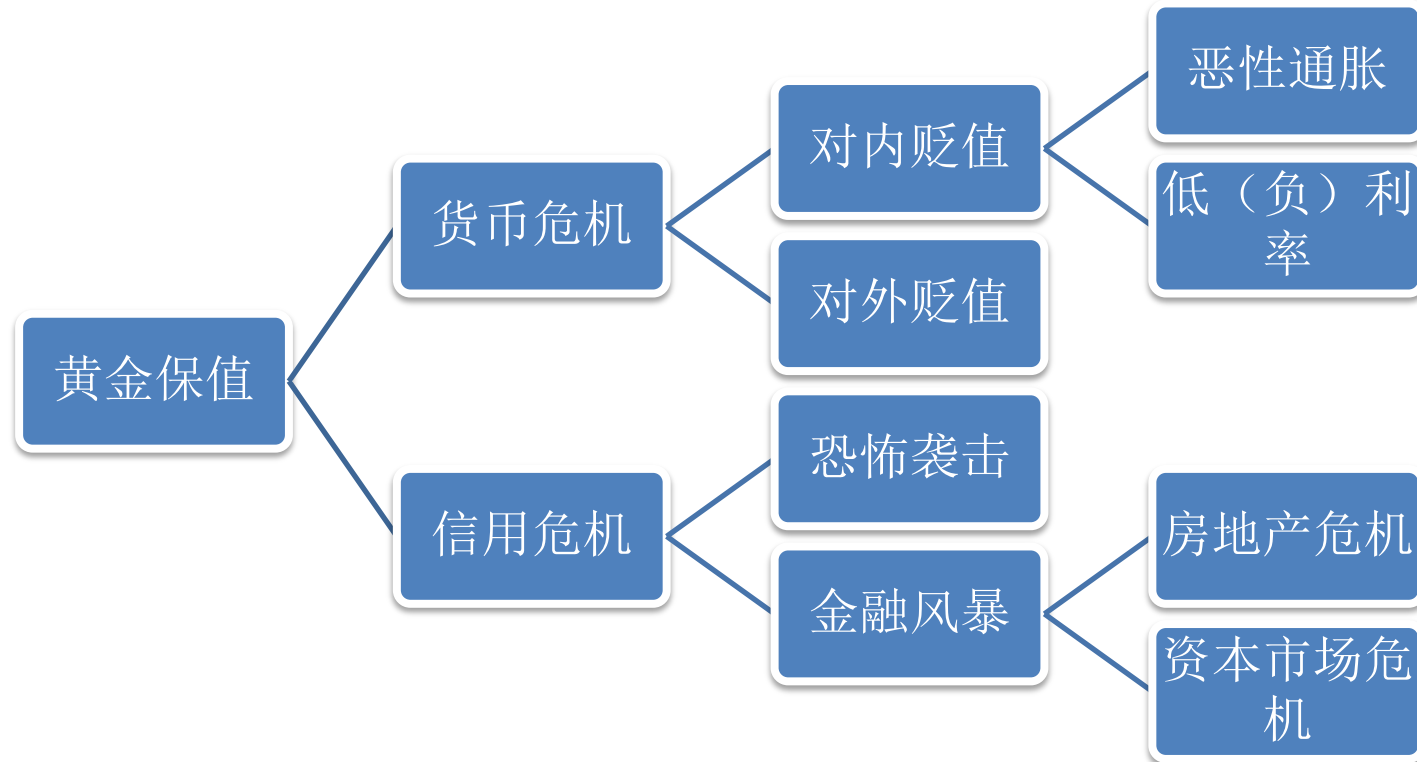 黄金保值
货币危机
对内贬值
恶性通胀
低（负）利
率
对外贬值
信用危机
恐怖袭击
金融风暴
房地产危机
资本市场危
机